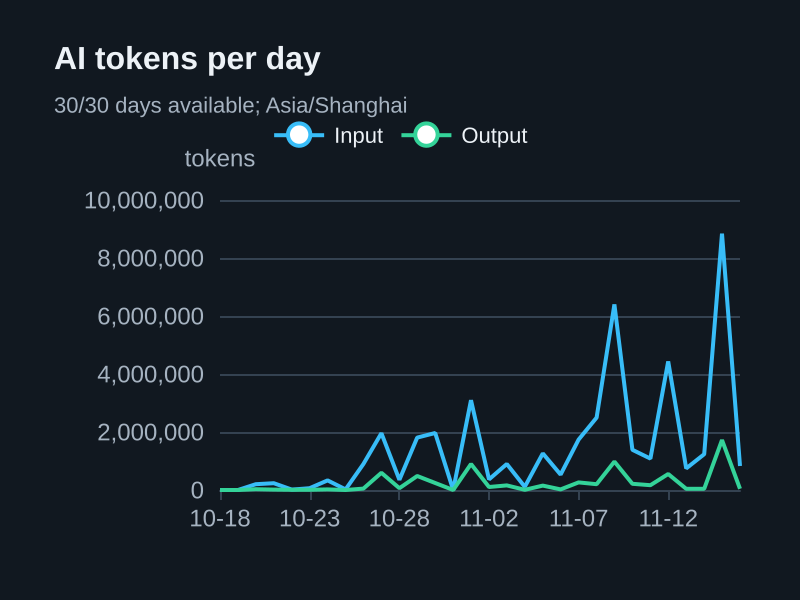 AI tokens per day
30/30 days available; Asia/Shanghai
Input Output
tokens
10,000,000
8,000,000
6,000,000
4,000,000
2,000,000
0
10-18 10-23 10-28 11-02 11-07 11-12